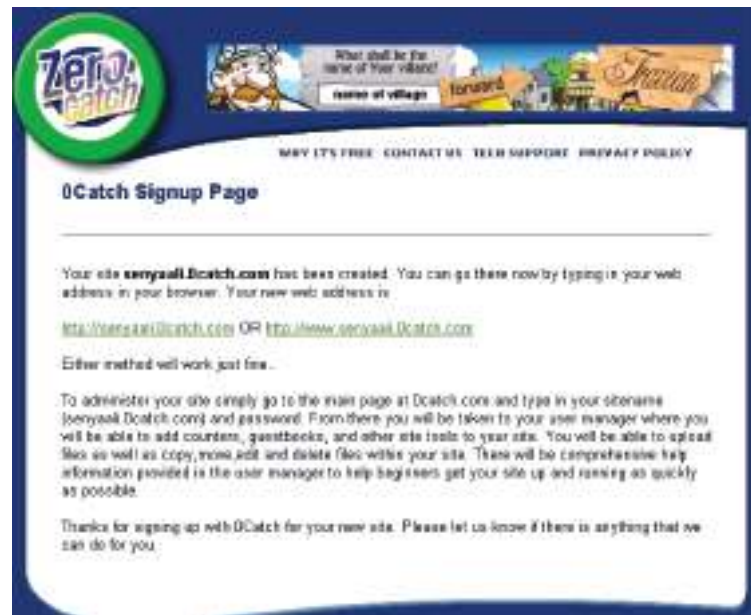 Zero
catch
What shall be the
name of Your village?
name of village
forward
Travian
WHY IT'S FREE CONTACT US TECH SUPPORT PRIVACY POLICY
0Catch Signup Page
Your site senyaali.0catch.com has been created. You can go there now by typing in your web
address in your browser. Your new web address is
http://senyaali.0catch.com OR http://www.senyaali.0catch.com
Either method will work just fine.
To administer your site simply go to the main page at 0catch.com and type in your sitename
(senyaali.0catch.com) and password. From there you will be taken to your user manager where you
will be able to add counters, guestbooks, and other site tools to your site. You will be able to upload
files as well as copy,move,edit and delete files within your site. There will be comprehensive help
information provided in the user manager to help beginners get your site up and running as quickly
as possible.
Thanks for signing up with 0Catch for your new site. Please let us know if there is anything that we
can do for you.